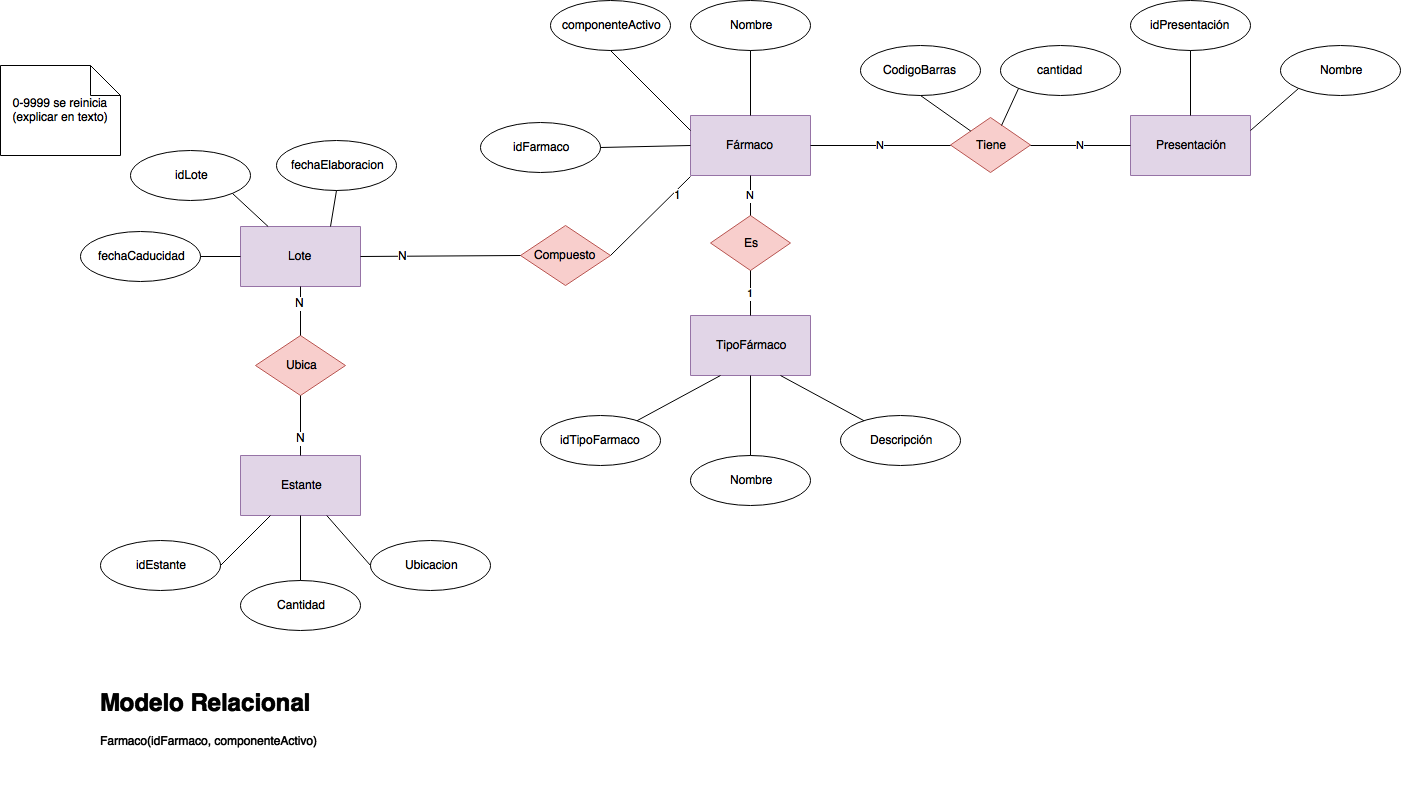 componenteActivo
Nombre
idPresentación
CodigoBarras
cantidad
Nombre
0-9999 se reinicia
(explicar en texto)
idFarmaco
Fármaco
N
Tiene
N
Presentación
fechaElaboracion
idLote
1
N
Es
fechaCaducidad
Lote
N
Compuesto
1
N
TipoFármaco
Ubica
N
idTipoFarmaco
Descripción
Nombre
Estante
idEstante
Ubicacion
Cantidad
Modelo Relacional
Farmaco(idFarmaco, componenteActivo)